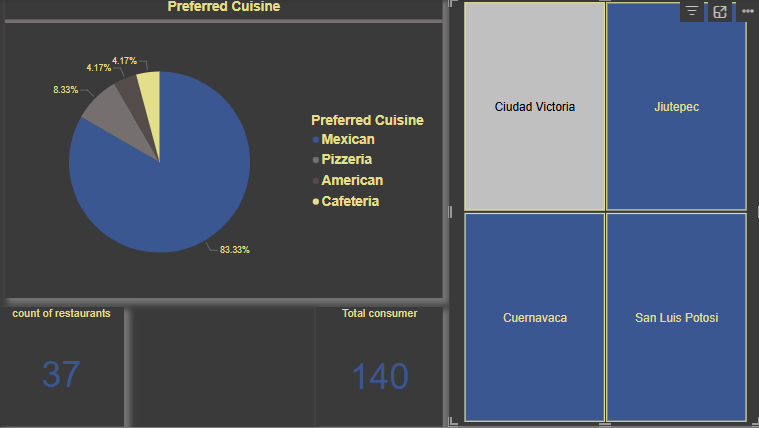 Preferred Cuisine
4.17%
4.17%
8.33%
83.33%
Preferred Cuisine
Mexican
Pizzeria
American
Cafeteria
count of restaurants
37
Total consumer
140
Ciudad Victoria
Jiutepec
Cuernavaca
San Luis Potosi